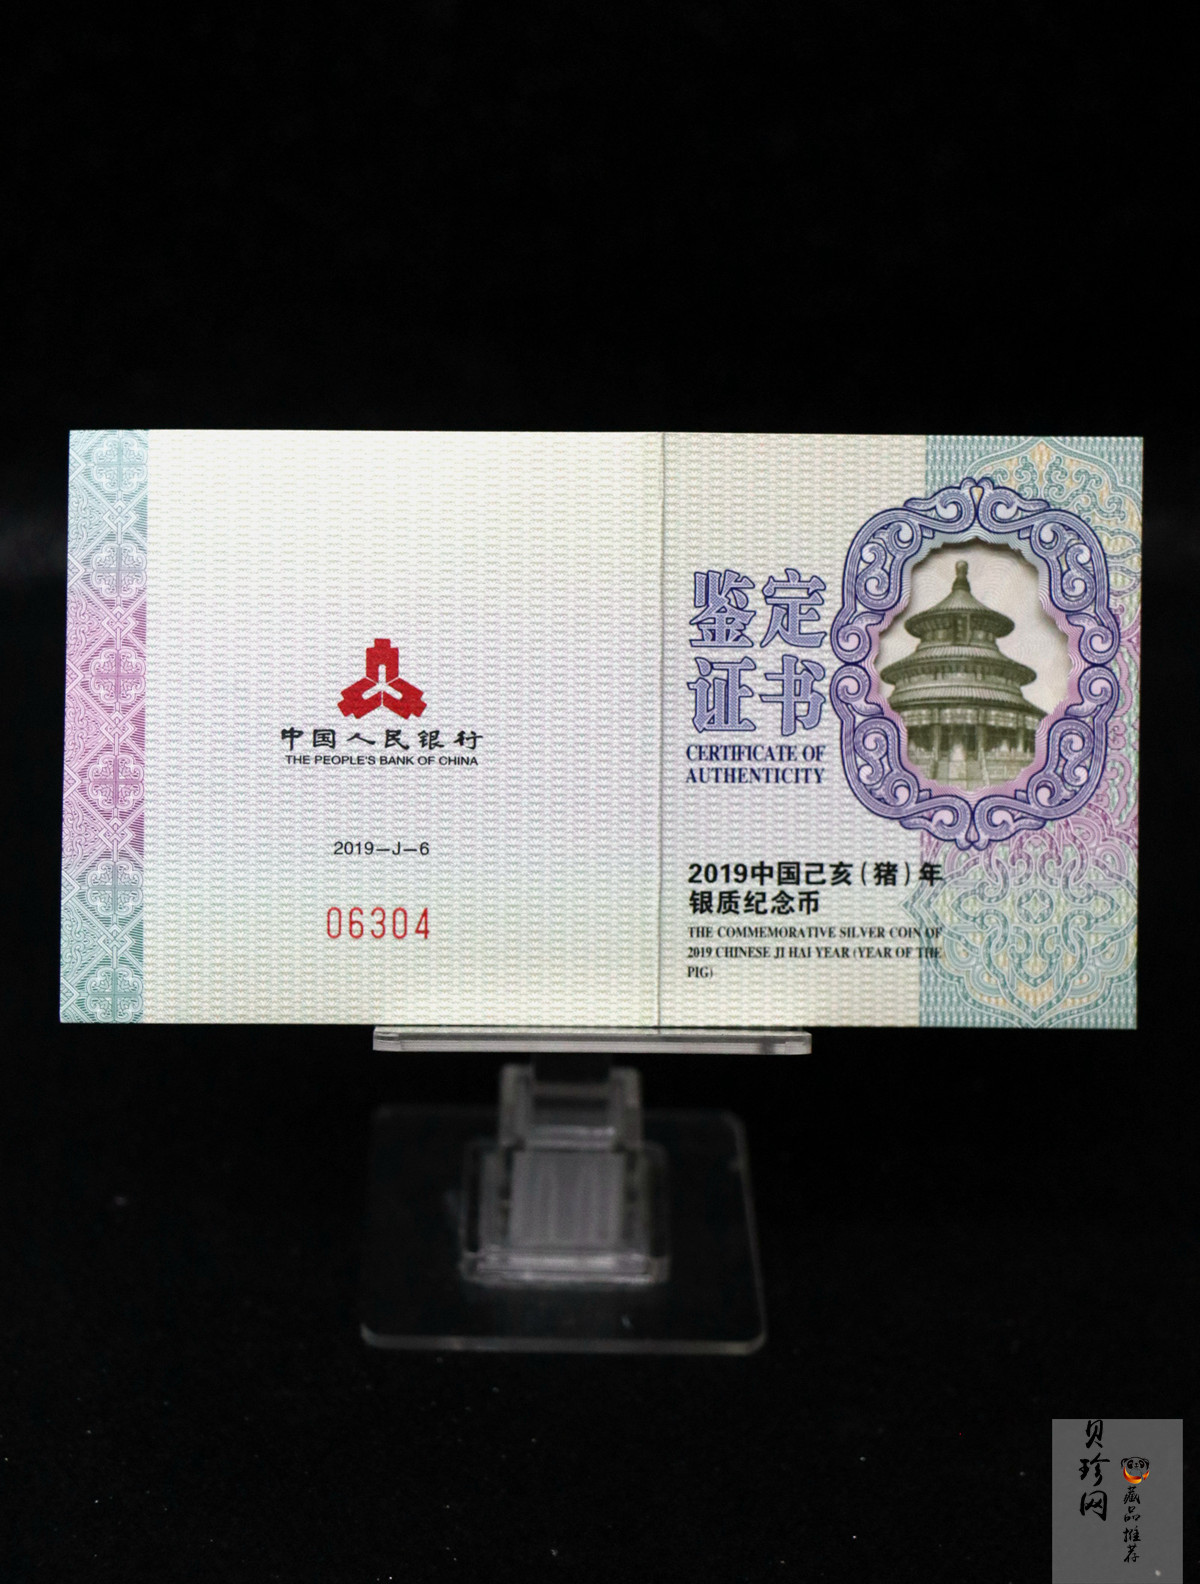 中国人民银行
THE PEOPLE'S BANK OF CHINA
2019—J—6
06304
鉴定
证书
CERTIFICATE OF
AUTHENTICITY
2019中国己亥（猪）年
银质纪念币
THE COMMEMORATIVE SILVER COIN OF
2019 CHINESE JI HAI YEAR (YEAR OF THE
PIG)
贝珍网
藏品推荐